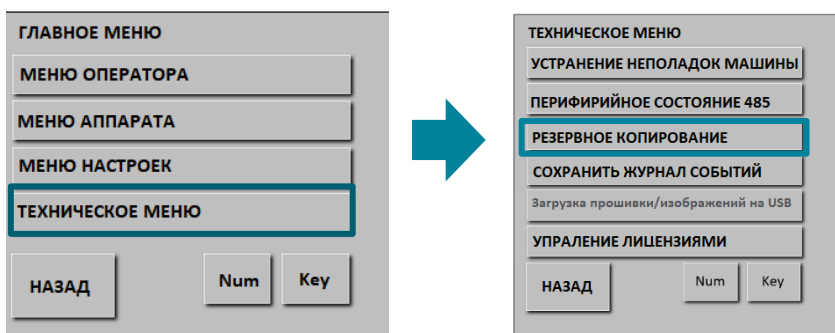 ГЛАВНОЕ МЕНЮ
МЕНЮ ОПЕРАТОРА
МЕНЮ АППАРАТА
МЕНЮ НАСТРОЕК
ТЕХНИЧЕСКОЕ МЕНЮ
НАЗАД
Num
Key
ТЕХНИЧЕСКОЕ МЕНЮ
УСТРАНЕНИЕ НЕПОЛАДОК МАШИНЫ
ПЕРИФИРИЙНОЕ СОСТОЯНИЕ 485
РЕЗЕРВНОЕ КОПИРОВАНИЕ
СОХРАНИТЬ ЖУРНАЛ СОБЫТИЙ
Загрузка прошивки/изображений на USB
УПРАЛЕНИЕ ЛИЦЕНЗИЯМИ
НАЗАД
Num
Key